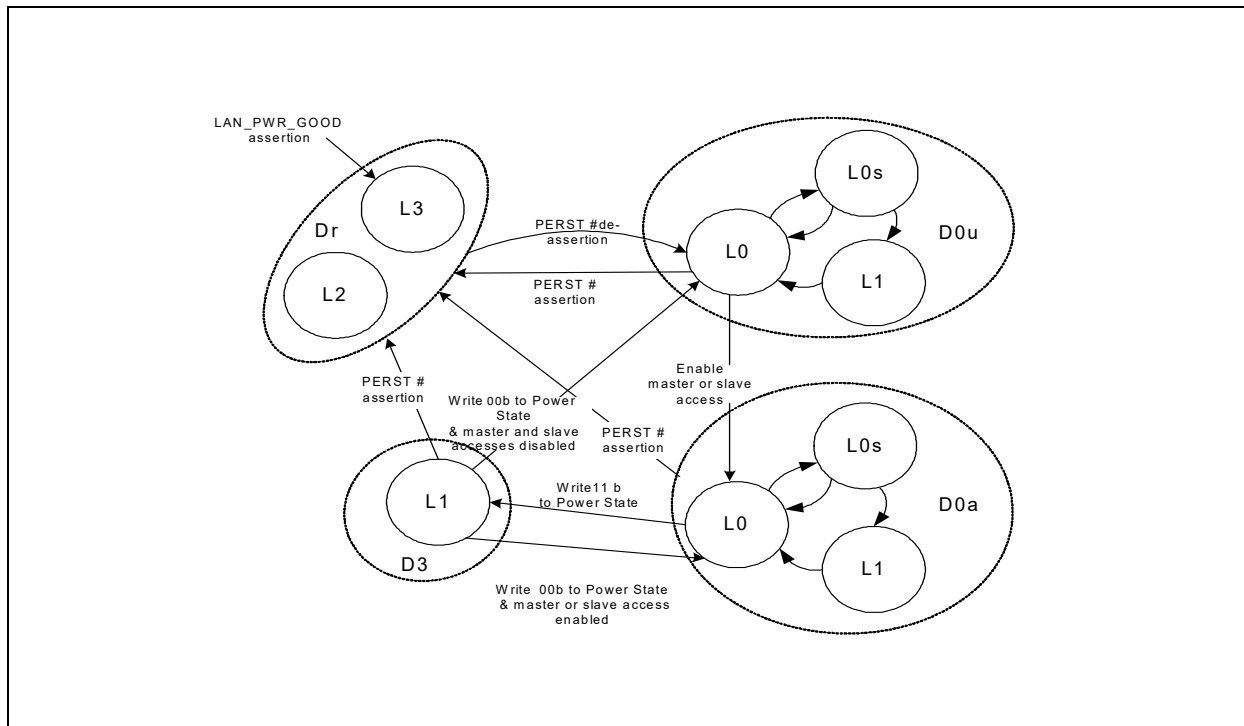 LAN_PWR_GOOD
assertion
L3
Dr
L2
PERST #de-
assertion
PERST #
assertion
L0s
L0
D0u
L1
Enable
master or slave
access
PERST #
assertion
Write 00b to Power
State
& master and slave
accesses disabled
PERST #
assertion
L0s
L1
Write11 b
to Power State
L0
D0a
D3
L1
Write 00b to Power State
& master or slave access
enabled